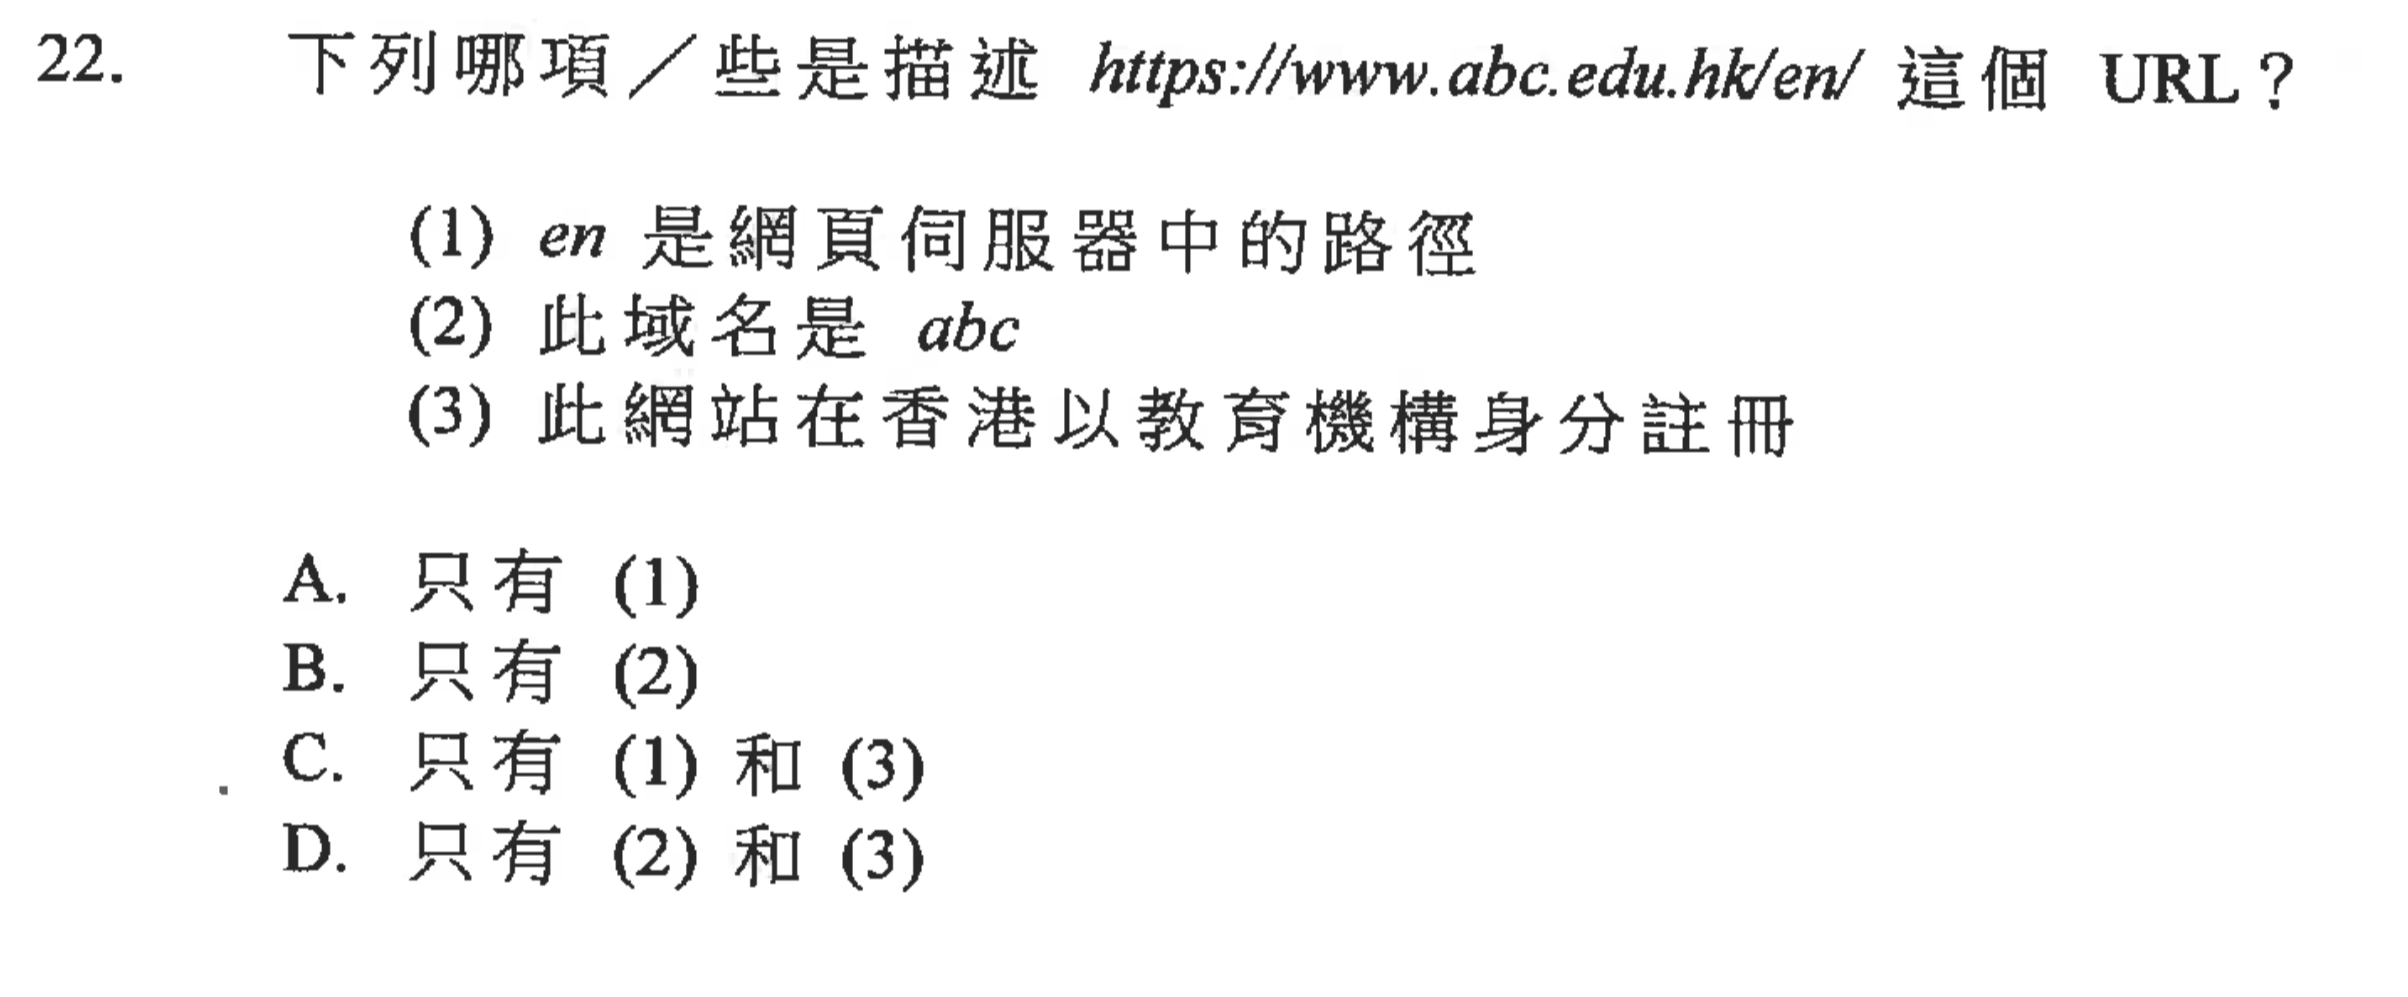 22. 下列哪項／些是描述 https://www.abc.edu.hk/en/ 這個 URL？
(1) en 是網頁伺服器中的路徑
(2) 此域名是 abc
(3) 此網站在香港以教育機構身分註冊
A. 只有 (1)
B. 只有 (2)
C. 只有 (1) 和 (3)
D. 只有 (2) 和 (3)